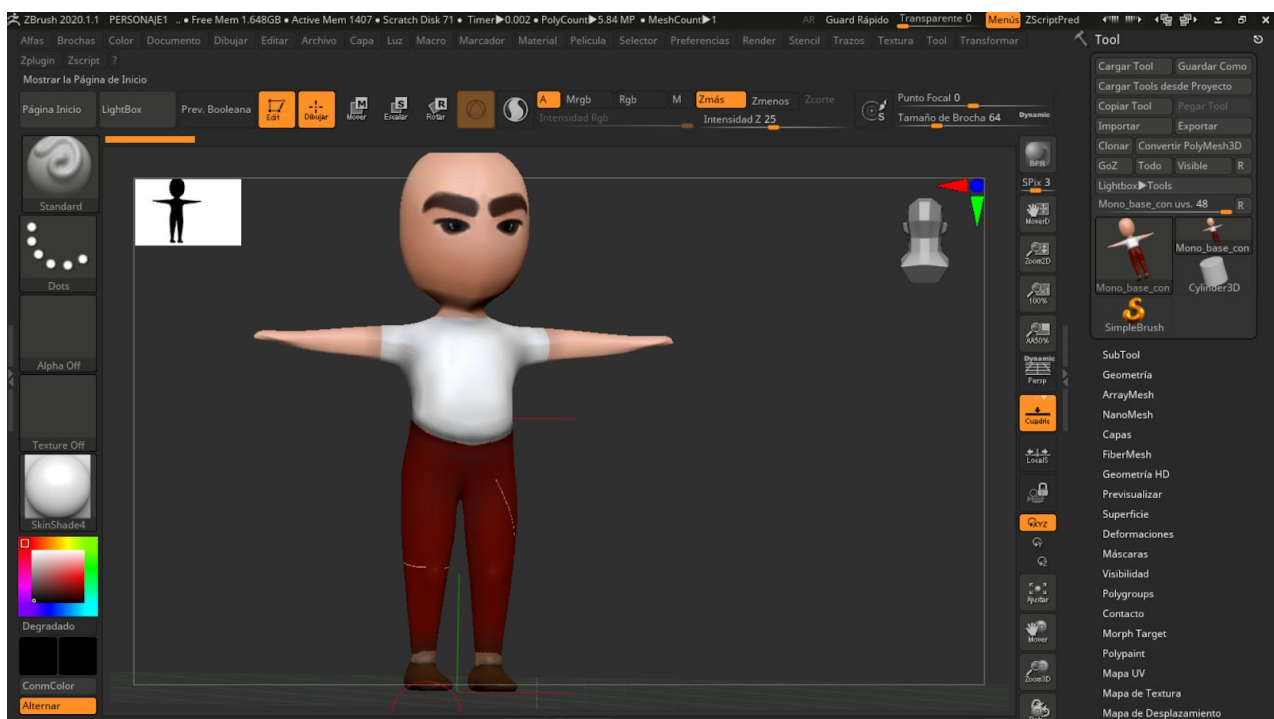 ZBrush 2020.1.1 PERSONAJE1 .. • Free Mem 1.648GB • Active Mem 1407 • Scratch Disk 71 • Timer▶0.002 • PolyCount▶5.84 MP • MeshCount▶1 AR Guard Rápido Transparente 0 Menús ZScriptPred
Alfas Brochas Color Documento Dibujar Editar Archivo Capa Luz Macro Marcador Material Pelicula Selector Preferencias Render Stencil Trazos Textura Tool Transformar
Zplugin Zscript ?
Mostrar la Página de Inicio
Página Inicio LightBox Prev. Booleana Edit Dibujar Mover Escalar Rotar A Mrgb Rgb M Zmás Zmenos Zcorte Punto Focal 0
Intensidad Rgb Intensidad Z 25 Tamaño de Brocha 64 Dynamic
Standard
Dots
Alpha Off
Texture Off
SkinShade4
Degradado
ConmColor
Alternar
BPR
SPix 3
MoverD
Zoom2D
100%
AA50%
Dynamic
Persp
Cuadric
LocalS
XYZ
Y
Z
Ajustar
Mover
Zoom3D
Tool
Cargar Tool Guardar Como
Cargar Tools desde Proyecto
Copiar Tool Pegar Tool
Importar Exportar
Clonar Convertir PolyMesh3D
GoZ Todo Visible R
Lightbox▶Tools
Mono_base_con uvs. 48 R
Mono_base_con
Mono_base_con Cylinder3D
SimpleBrush
SubTool
Geometría
ArrayMesh
NanoMesh
Capas
FiberMesh
Geometría HD
Previsualizar
Superficie
Deformaciones
Máscaras
Visibilidad
Polygroups
Contacto
Morph Target
Polypaint
Mapa UV
Mapa de Textura
Mapa de Desplazamiento